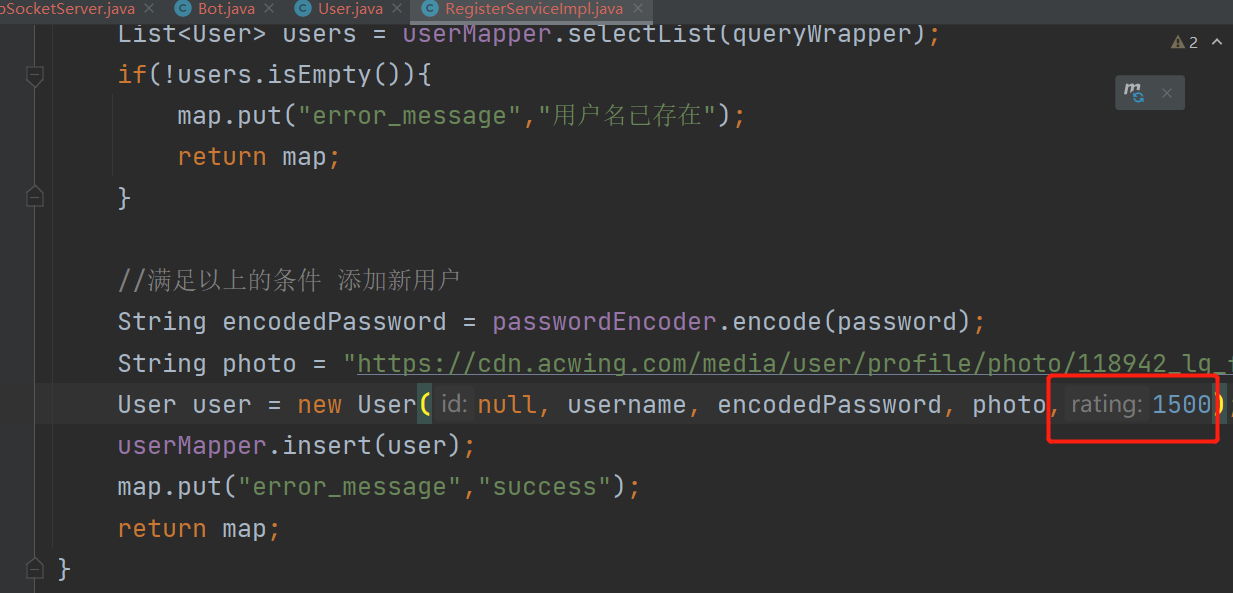 pSocketServer.java Bot.java User.java RegisterServiceImpl.java
List<User> users = userMapper.selectList(queryWrapper);
2
if(!users.isEmpty()){
map.put("error_message","用户名已存在");
return map;
}
//满足以上的条件 添加新用户
String encodedPassword = passwordEncoder.encode(password);
String photo = "https://cdn.acwing.com/media/user/profile/photo/118942_lg_
User user = new User( id: null, username, encodedPassword, photo, rating: 1500);
userMapper.insert(user);
map.put("error_message","success");
return map;
}